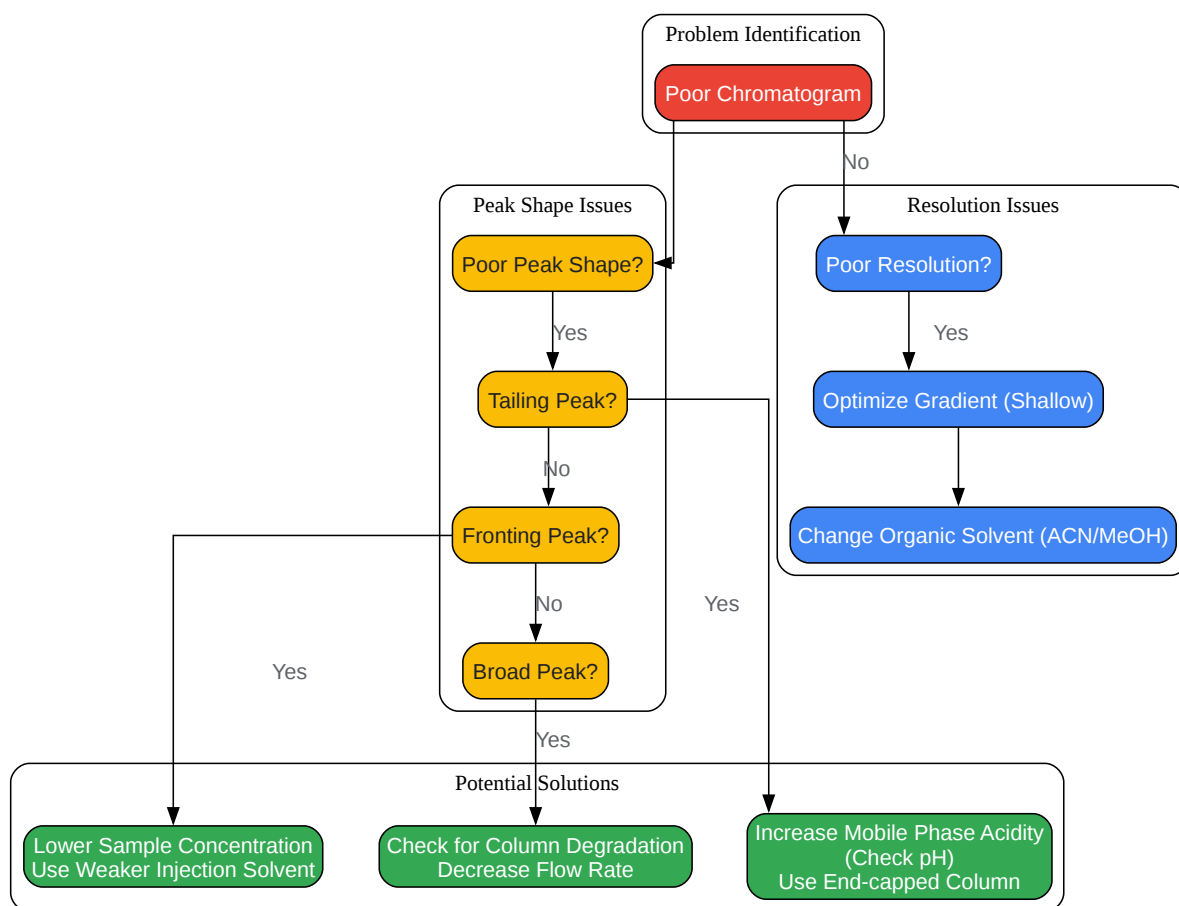 Problem Identification
Poor Chromatogram
No
Peak Shape Issues
Resolution Issues
Poor Peak Shape?
Poor Resolution?
Yes
Yes
Tailing Peak?
Optimize Gradient (Shallow)
No
Fronting Peak?
Change Organic Solvent (ACN/MeOH)
No
Yes
Broad Peak?
Yes
Yes
Potential Solutions
Lower Sample Concentration
Use Weaker Injection Solvent
Check for Column Degradation
Decrease Flow Rate
Increase Mobile Phase Acidity
(Check pH)
Use End-capped Column